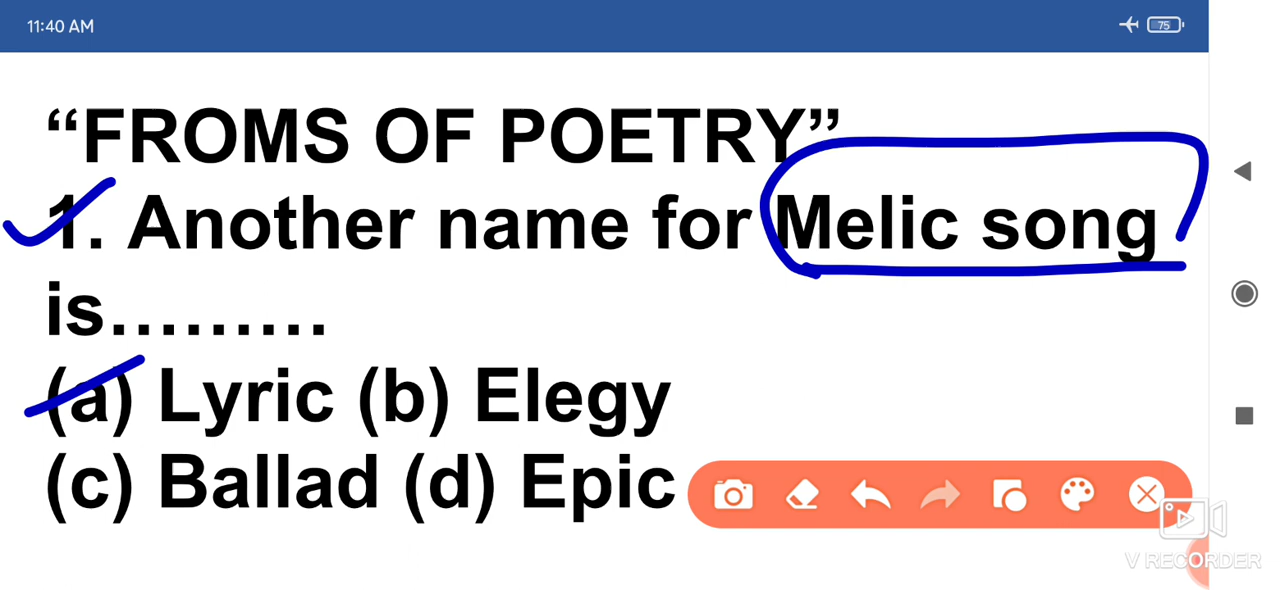 11:40 AM
75
“FROMS OF POETRY”
1. Another name for Melic song
is.........
(a) Lyric (b) Elegy
(c) Ballad (d) Epic
V RECORDER